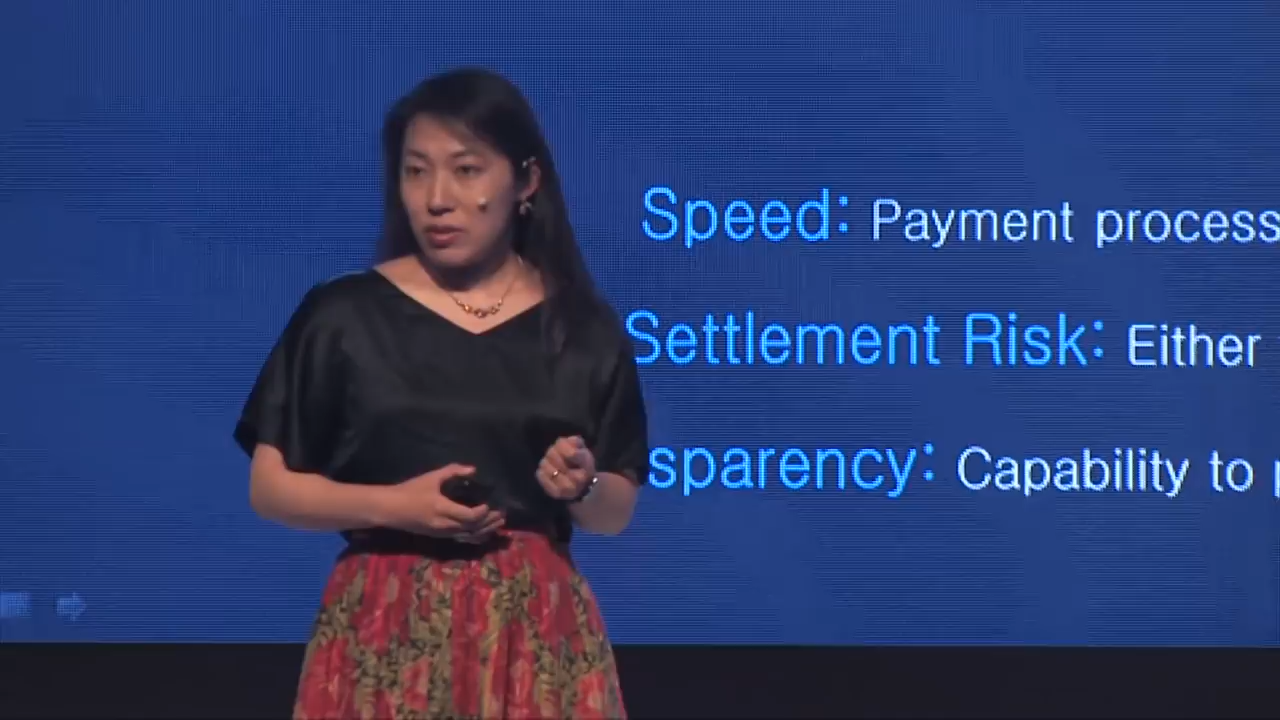 Speed: Payment process
Settlement Risk: Either
sparency: Capability to